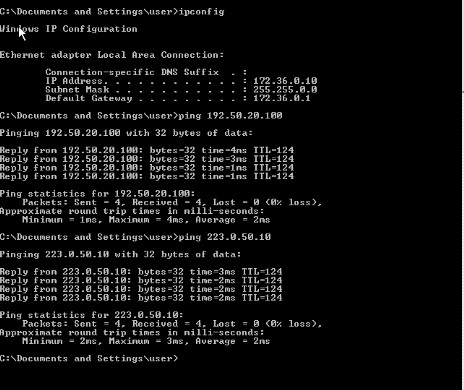 C:\Documents and Settings\user>ipconfig
Windows IP Configuration
Ethernet adapter Local Area Connection:
Connection-specific DNS Suffix . :
IP Address. . . . . . . . . . . . : 172.36.0.10
Subnet Mask . . . . . . . . . . . : 255.255.0.0
Default Gateway . . . . . . . . . : 172.36.0.1
C:\Documents and Settings\user>ping 192.50.20.100
Pinging 192.50.20.100 with 32 bytes of data:
Reply from 192.50.20.100: bytes=32 time=4ms TTL=124
Reply from 192.50.20.100: bytes=32 time=3ms TTL=124
Reply from 192.50.20.100: bytes=32 time=1ms TTL=124
Reply from 192.50.20.100: bytes=32 time=1ms TTL=124
Ping statistics for 192.50.20.100:
Packets: Sent = 4, Received = 4, Lost = 0 (0% loss),
Approximate round trip times in milli-seconds:
Minimum = 1ms, Maximum = 4ms, Average = 2ms
C:\Documents and Settings\user>ping 223.0.50.10
Pinging 223.0.50.10 with 32 bytes of data:
Reply from 223.0.50.10: bytes=32 time=3ms TTL=124
Reply from 223.0.50.10: bytes=32 time=2ms TTL=124
Reply from 223.0.50.10: bytes=32 time=2ms TTL=124
Reply from 223.0.50.10: bytes=32 time=2ms TTL=124
Ping statistics for 223.0.50.10:
Packets: Sent = 4, Received = 4, Lost = 0 (0% loss),
Approximate round trip times in milli-seconds:
Minimum = 2ms, Maximum = 3ms, Average = 2ms
C:\Documents and Settings\user>